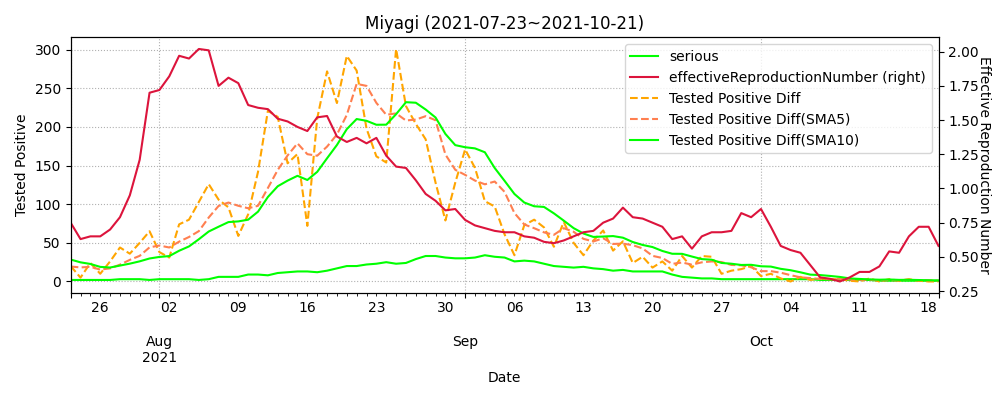 Miyagi (2021-07-23~2021-10-21)
serious
effectiveReproductionNumber (right)
Tested Positive Diff
Tested Positive Diff(SMA5)
Tested Positive Diff(SMA10)
Tested Positive
300
250
200
150
100
50
0
2.00
1.75
1.50
1.25
1.00
0.75
0.50
0.25
Effective Reproduction Number
26 02 09 16 23 30 06 13 20 27 04 11 18
Aug Sep Oct
2021
Date